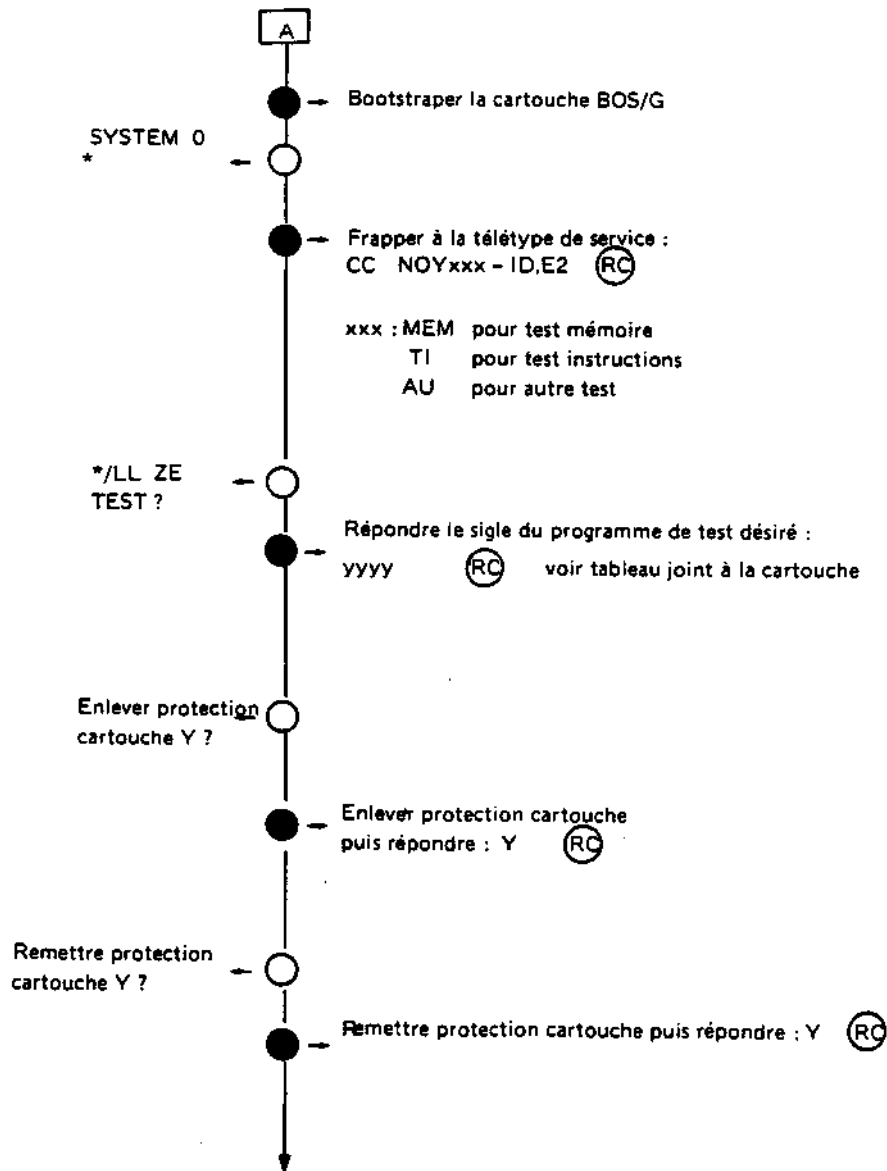 A
Bootstraper la cartouche BOS/G
SYSTEM 0
*
Frapper à la télétype de service :
CC NOYxxx - ID,E2 RC
xxx : MEM pour test mémoire
TI pour test instructions
AU pour autre test
*/LL ZE
TEST ?
Répondre le sigle du programme de test désiré :
yyyy RC voir tableau joint à la cartouche
Enlever protection
cartouche Y ?
Enlever protection cartouche
puis répondre : Y RC
Remettre protection
cartouche Y ?
Remettre protection cartouche puis répondre : Y RC